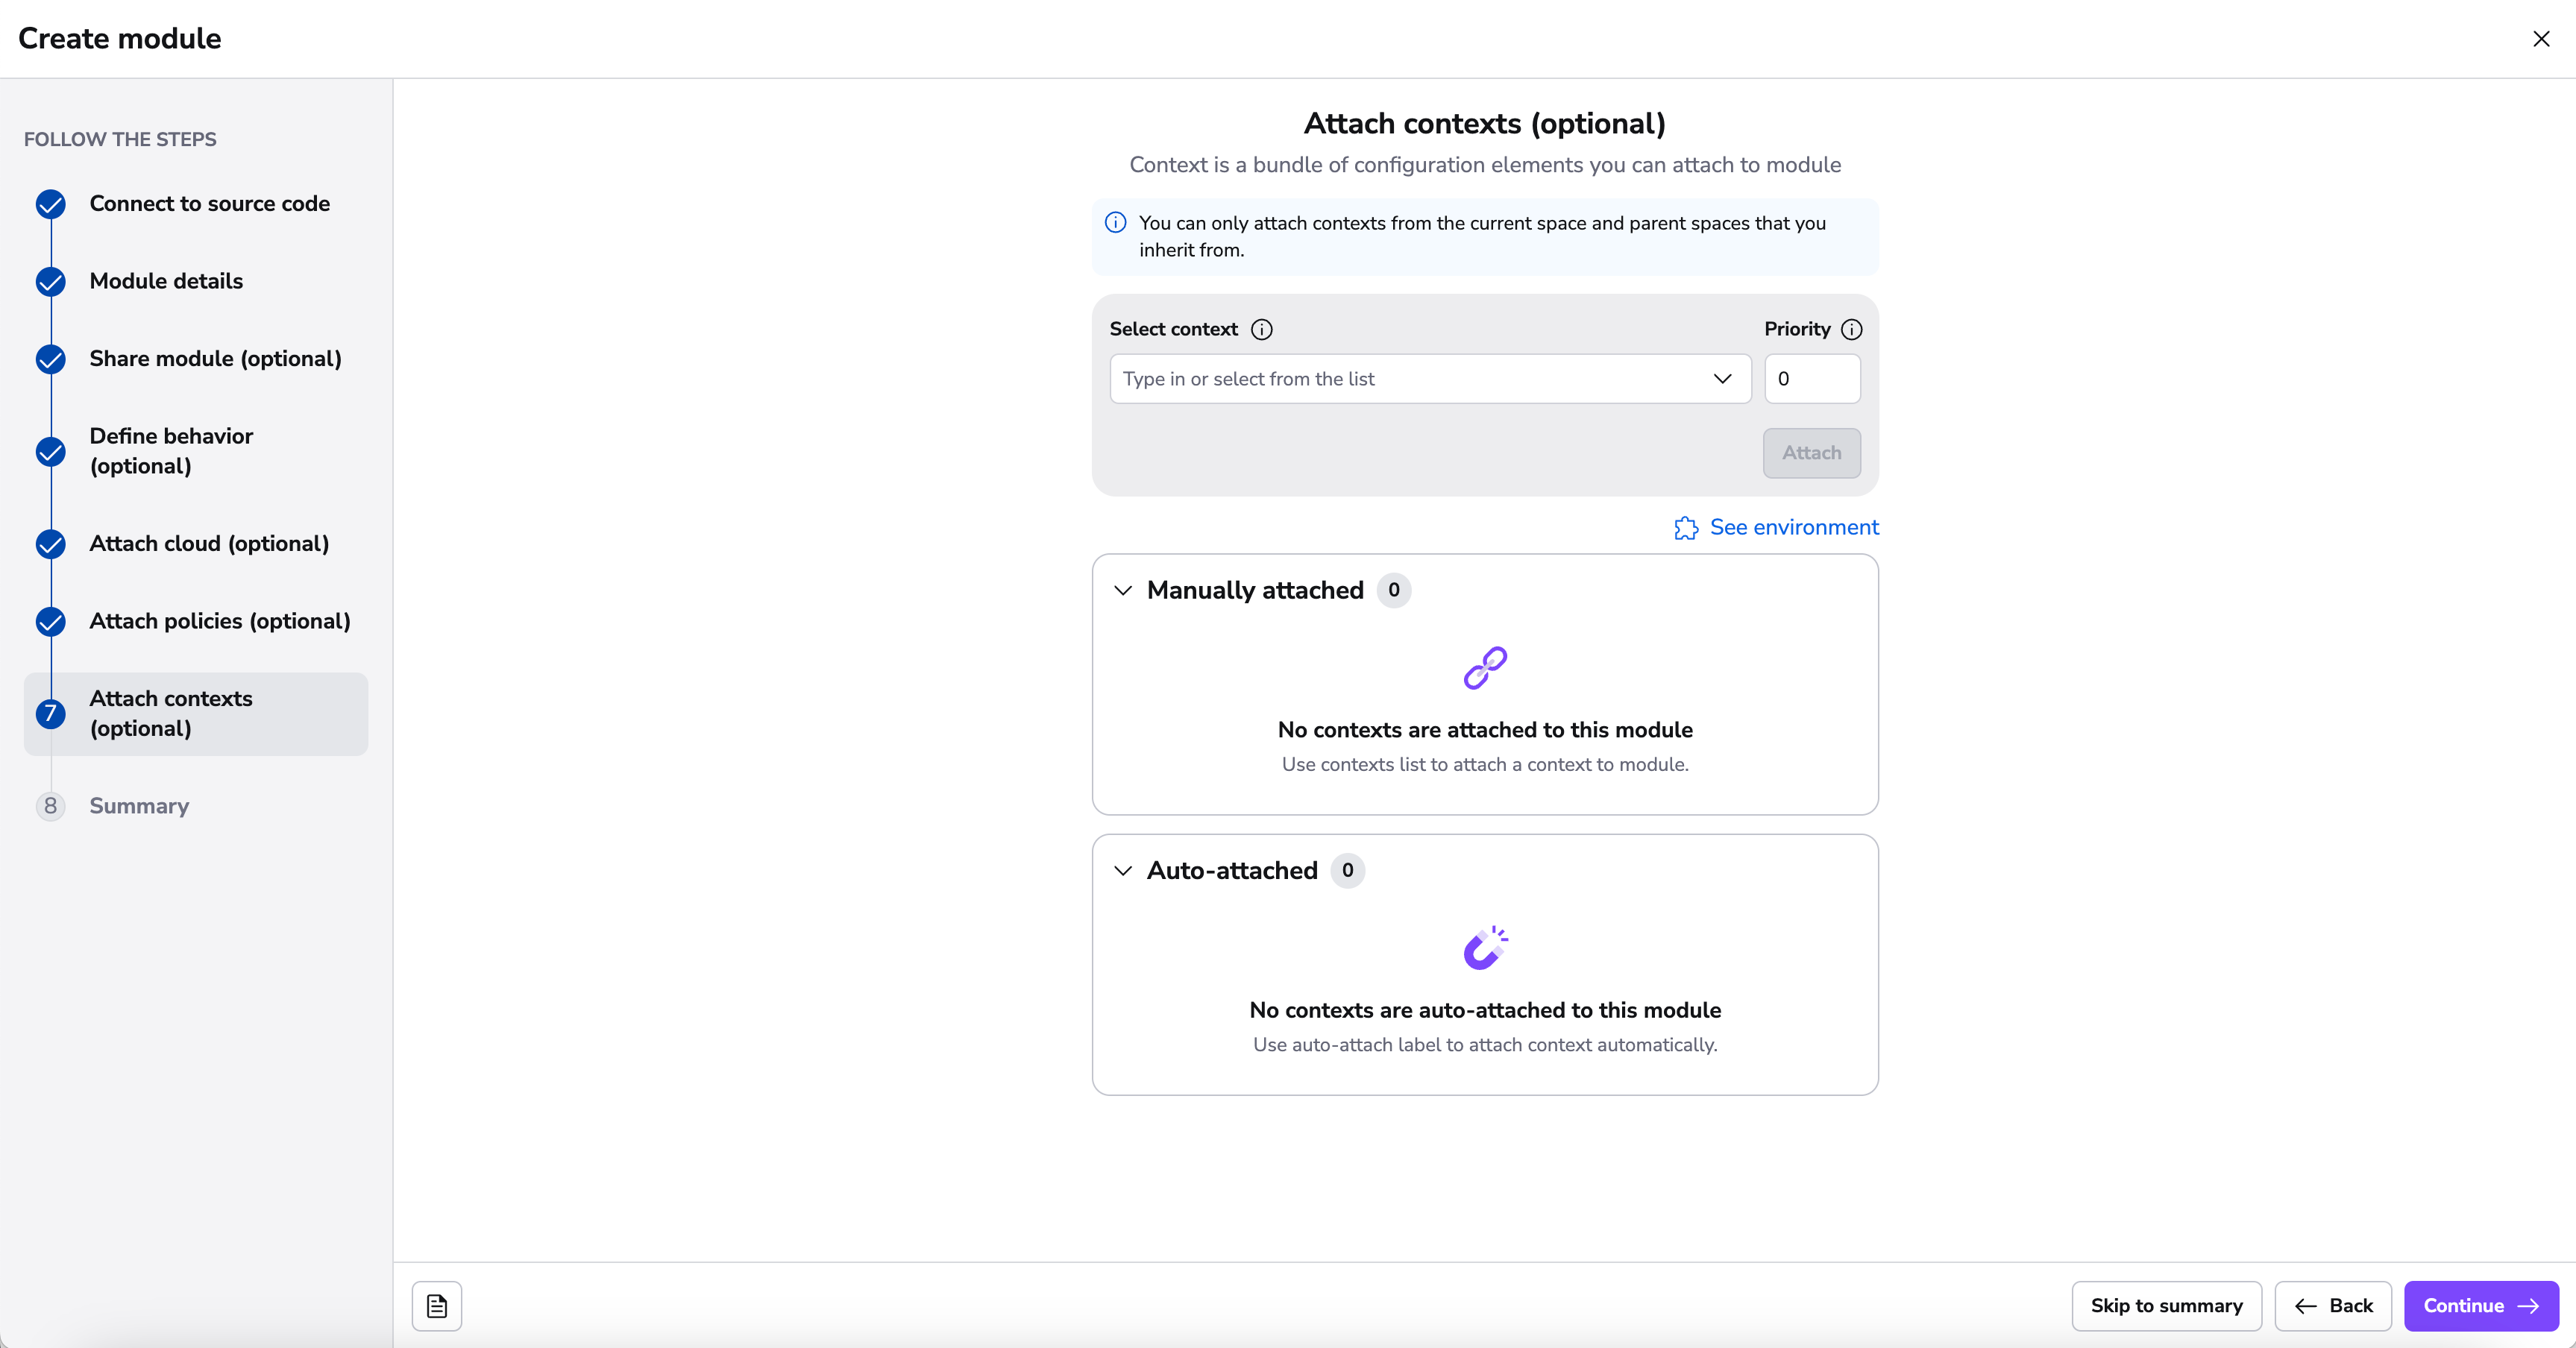 Create module
FOLLOW THE STEPS
Connect to source code
Module details
Share module (optional)
Define behavior
(optional)
Attach cloud (optional)
Attach policies (optional)
7
Attach contexts
(optional)
8
Summary
Attach contexts (optional)
Context is a bundle of configuration elements you can attach to module
You can only attach contexts from the current space and parent spaces that you
inherit from.
Select context
Priority
Type in or select from the list
0
Attach
See environment
Manually attached 0
No contexts are attached to this module
Use contexts list to attach a context to module.
Auto-attached 0
No contexts are auto-attached to this module
Use auto-attach label to attach context automatically.
Skip to summary
Back
Continue